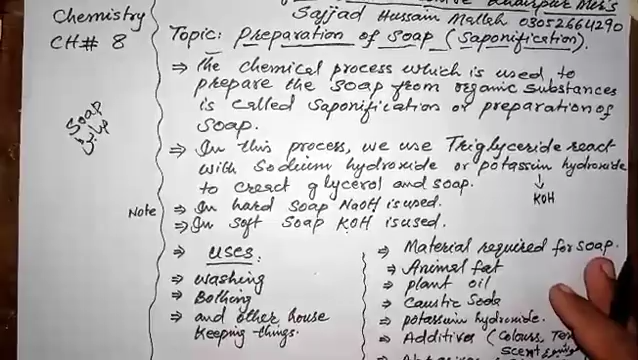 Chemistry
CH# 8
Sajjad Hussain Mallah 03052664290
Topic: Preparation of Soap (Saponification).
⇒ The chemical process which is used to
prepare the soap from organic substances
is called Saponification or preparation of
soap.
Soap
⇒ In this process, we use Triglyceride react
with Sodium hydroxide or potassium hydroxide
to creact glycerol and soap.
↓
KOH
Note ⇒ In hard soap NaOH is used.
⇒ In soft soap KOH is used.
⇒ uses.
⇒ washing
⇒ Bathing
⇒ and other house
keeping things.
⇒ Material required for soap.
⇒ Animal fat
⇒ plant oil
⇒ Caustic Soda
⇒ potassium hydroxide.
⇒ Additives (Colours,
Scent